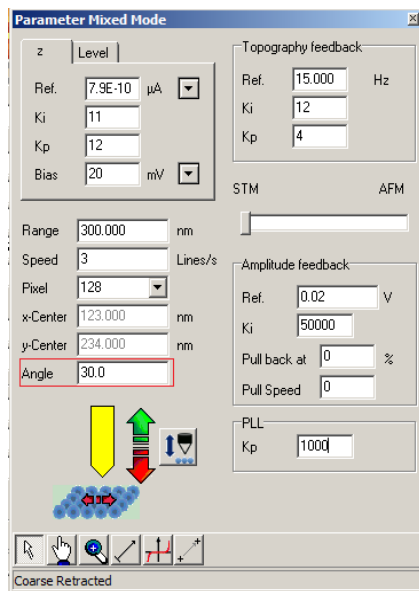 Parameter Mixed Mode
z
Level
Ref. 7.9E-10 µA
Ki 11
Kp 12
Bias 20 mV
Topography feedback
Ref. 15.000 Hz
Ki 12
Kp 4
STM AFM
Range 300.000 nm
Speed 3 Lines/s
Pixel 128
x-Center 123.000 nm
y-Center 234.000 nm
Angle 30.0
Amplitude feedback
Ref. 0.02 V
Ki 50000
Pull back at 0 %
Pull Speed 0
PLL
Kp 1000
Coarse Retracted